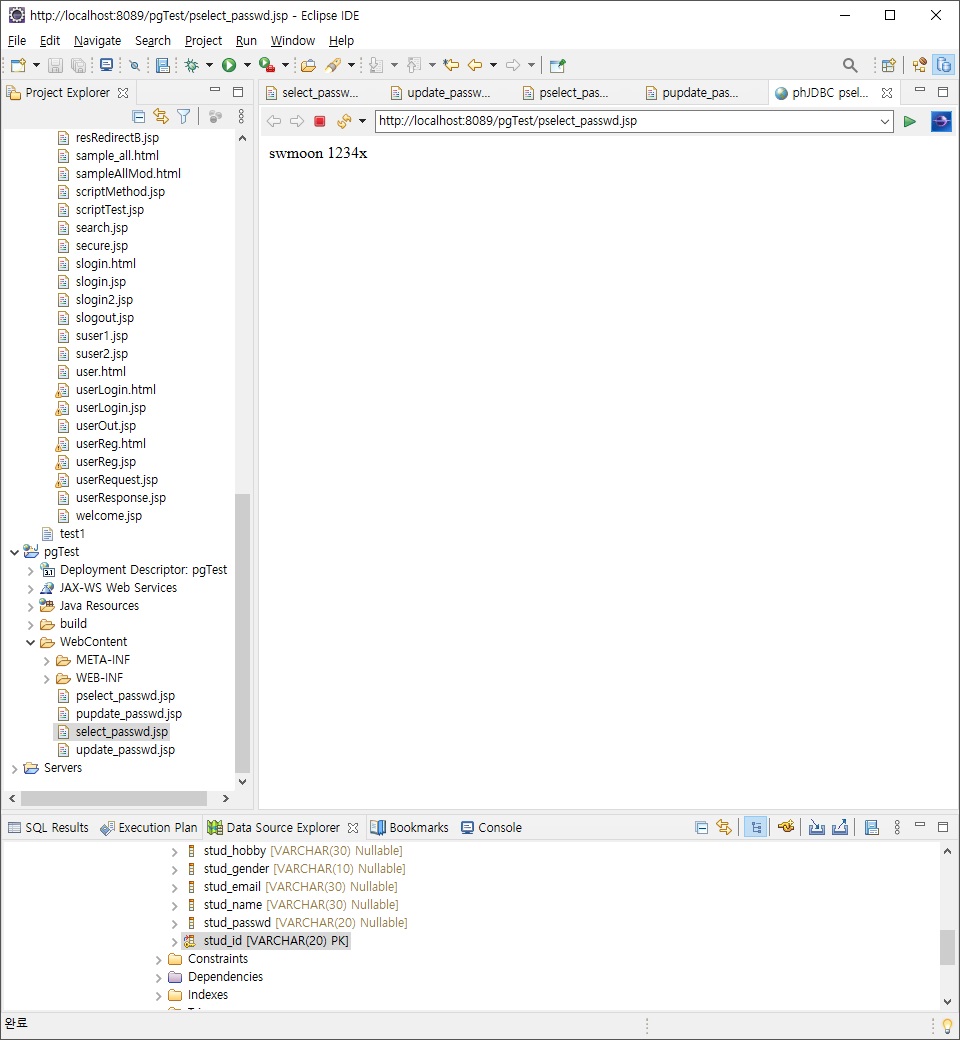 http://localhost:8089/pgTest/pselect_passwd.jsp - Eclipse IDE
File Edit Navigate Search Project Run Window Help
Project Explorer
select_passw...
update_passw...
pselect_pas...
pupdate_pas...
phJDBC psel...
http://localhost:8089/pgTest/pselect_passwd.jsp
swmoon 1234x
resRedirectB.jsp
sample_all.html
sampleAllMod.html
scriptMethod.jsp
scriptTest.jsp
search.jsp
secure.jsp
slogin.html
slogin.jsp
slogin2.jsp
slogout.jsp
suser1.jsp
suser2.jsp
user.html
userLogin.html
userLogin.jsp
userOut.jsp
userReg.html
userReg.jsp
userRequest.jsp
userResponse.jsp
welcome.jsp
test1
pgTest
Deployment Descriptor: pgTest
JAX-WS Web Services
Java Resources
build
WebContent
META-INF
WEB-INF
pselect_passwd.jsp
pupdate_passwd.jsp
select_passwd.jsp
update_passwd.jsp
Servers
SQL Results
Execution Plan
Data Source Explorer
Bookmarks
Console
stud_hobby [VARCHAR(30) Nullable]
stud_gender [VARCHAR(10) Nullable]
stud_email [VARCHAR(30) Nullable]
stud_name [VARCHAR(30) Nullable]
stud_passwd [VARCHAR(20) Nullable]
stud_id [VARCHAR(20) PK]
Constraints
Dependencies
Indexes
완료